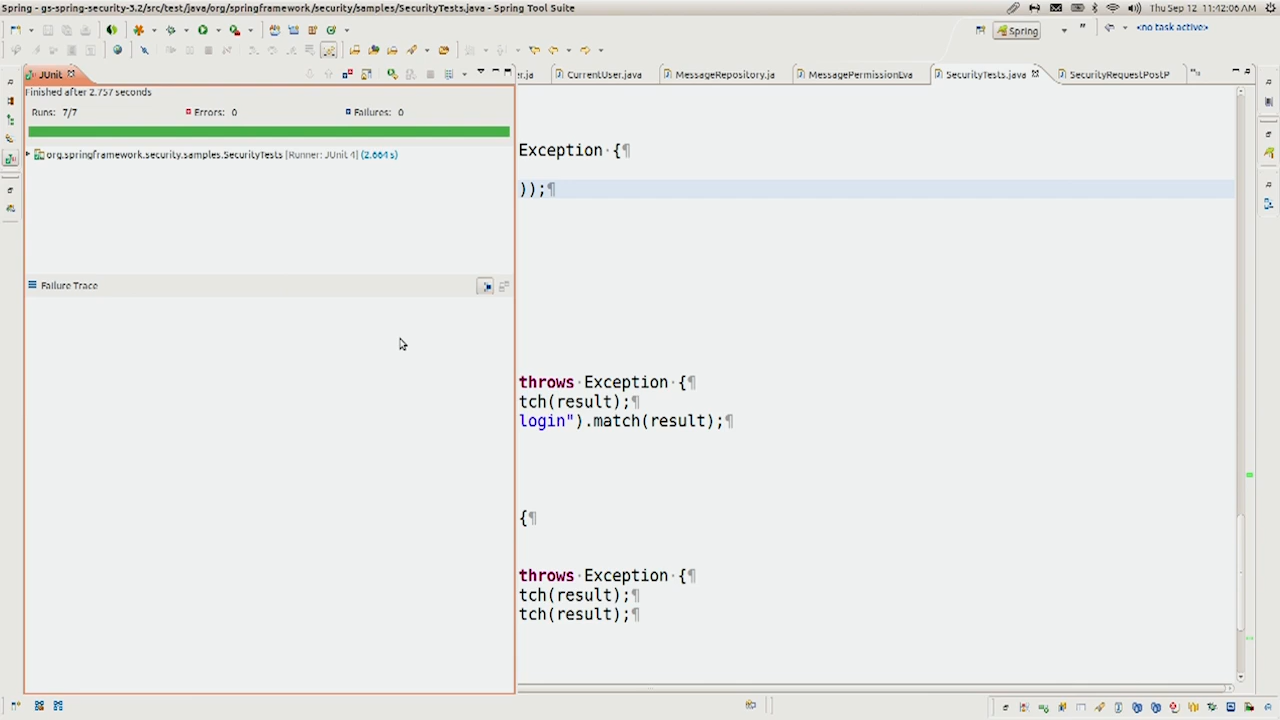 Spring - gs-spring-security-3.2/src/test/java/org/springframework/security/samples/SecurityTests.java - Spring Tool Suite
Thu Sep 12 11:42:06 AM
Spring
<no task active>
JUnit
er.ja
CurrentUser.java
MessageRepository.ja
MessagePermissionEva
SecurityTests.java
SecurityRequestPostP
Finished after 2.757 seconds
Runs: 7/7
Errors: 0
Failures: 0
org.springframework.security.samples.SecurityTests [Runner: JUnit 4] (2.664 s)
Failure Trace
Exception·{¶
));¶
throws·Exception·{¶
tch(result);¶
login").match(result);¶
{¶
throws·Exception·{¶
tch(result);¶
tch(result);¶